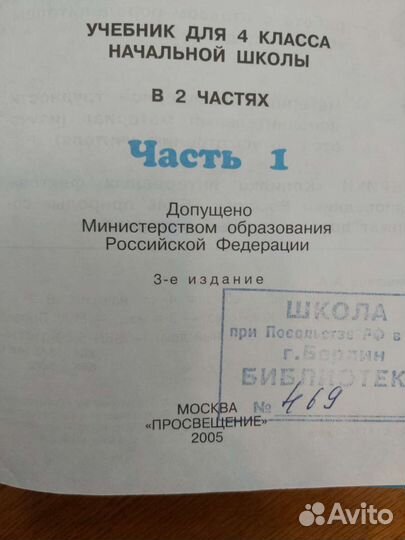 УЧЕБНИК ДЛЯ 4 КЛАССА
НАЧАЛЬНОЙ ШКОЛЫ
В 2 ЧАСТЯХ
Часть 1
Допущено
Министерством образования
Российской Федерации
3-е издание
ШКОЛА
при Посольстве РФ в
г.Берлин
БИБЛИОТЕК
№ 469
МОСКВА
«ПРОСВЕЩЕНИЕ»
2005
Avito